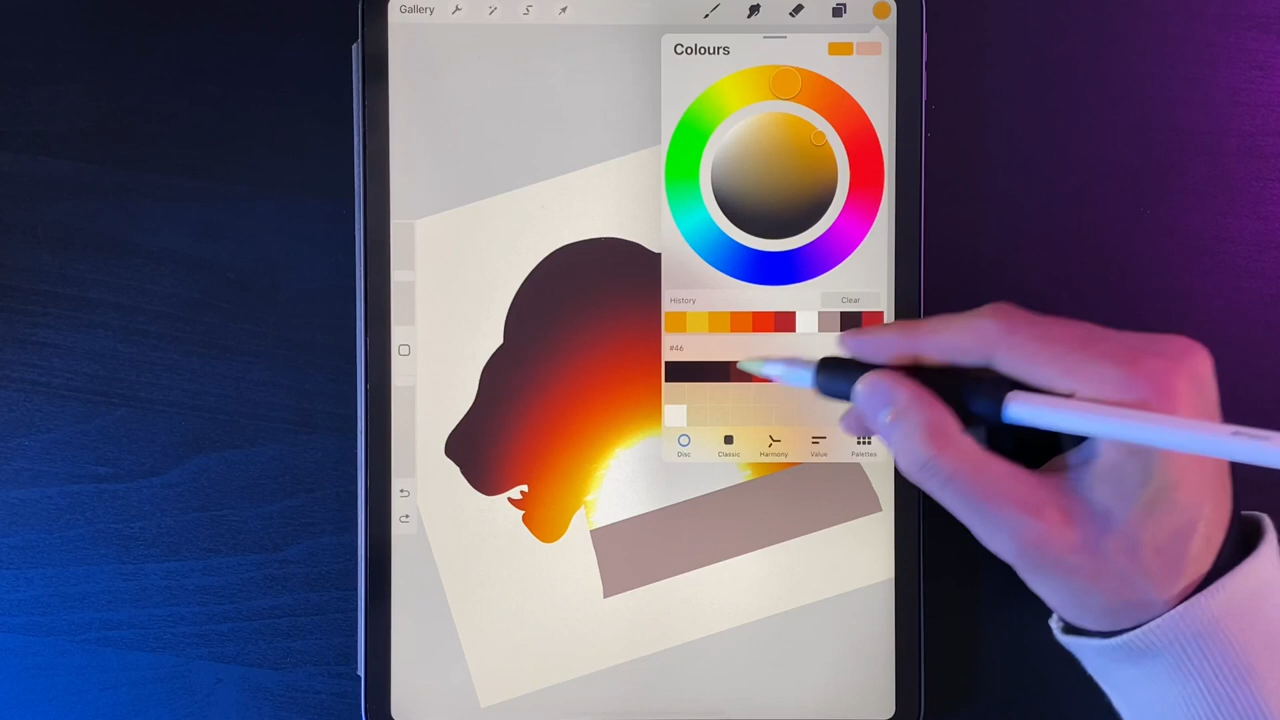 Gallery
Colours
History
Clear
#46
Disc
Classic
Harmony
Value
Palettes